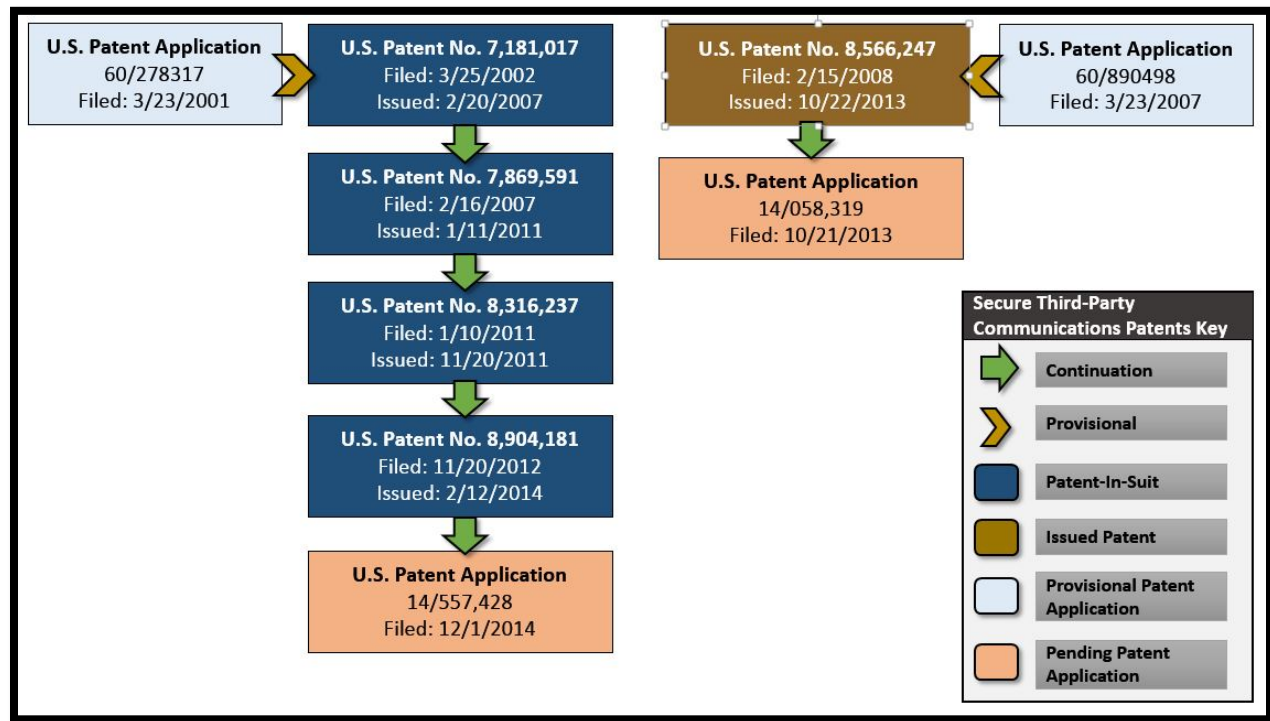 U.S. Patent Application
60/278317
Filed: 3/23/2001
U.S. Patent No. 7,181,017
Filed: 3/25/2002
Issued: 2/20/2007
U.S. Patent No. 7,869,591
Filed: 2/16/2007
Issued: 1/11/2011
U.S. Patent No. 8,316,237
Filed: 1/10/2011
Issued: 11/20/2011
U.S. Patent No. 8,904,181
Filed: 11/20/2012
Issued: 2/12/2014
U.S. Patent Application
14/557,428
Filed: 12/1/2014
U.S. Patent No. 8,566,247
Filed: 2/15/2008
Issued: 10/22/2013
U.S. Patent Application
60/890498
Filed: 3/23/2007
U.S. Patent Application
14/058,319
Filed: 10/21/2013
Secure Third-Party
Communications Patents Key
Continuation
Provisional
Patent-In-Suit
Issued Patent
Provisional Patent
Application
Pending Patent
Application